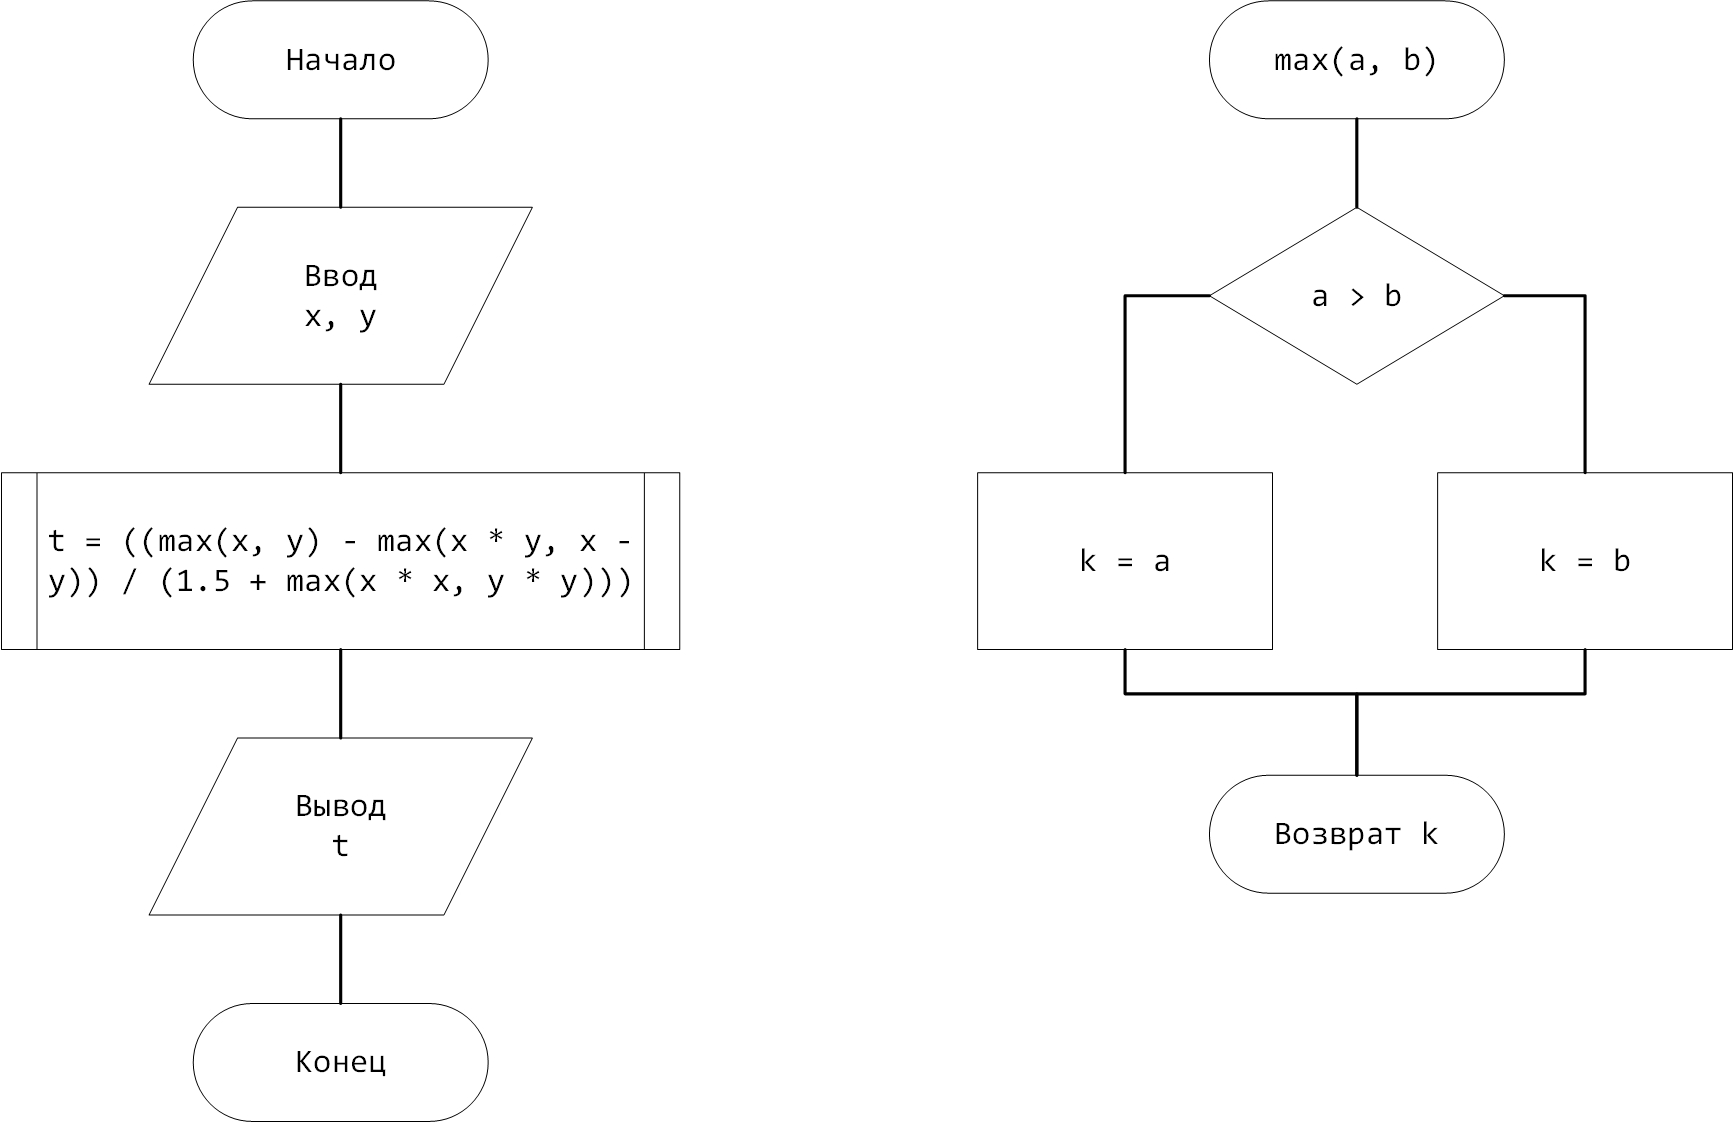 Начало
Ввод
x, y
t = ((max(x, y) - max(x * y, x -
y)) / (1.5 + max(x * x, y * y)))
Вывод
t
Конец
max(a, b)
a > b
k = a
k = b
Возврат k